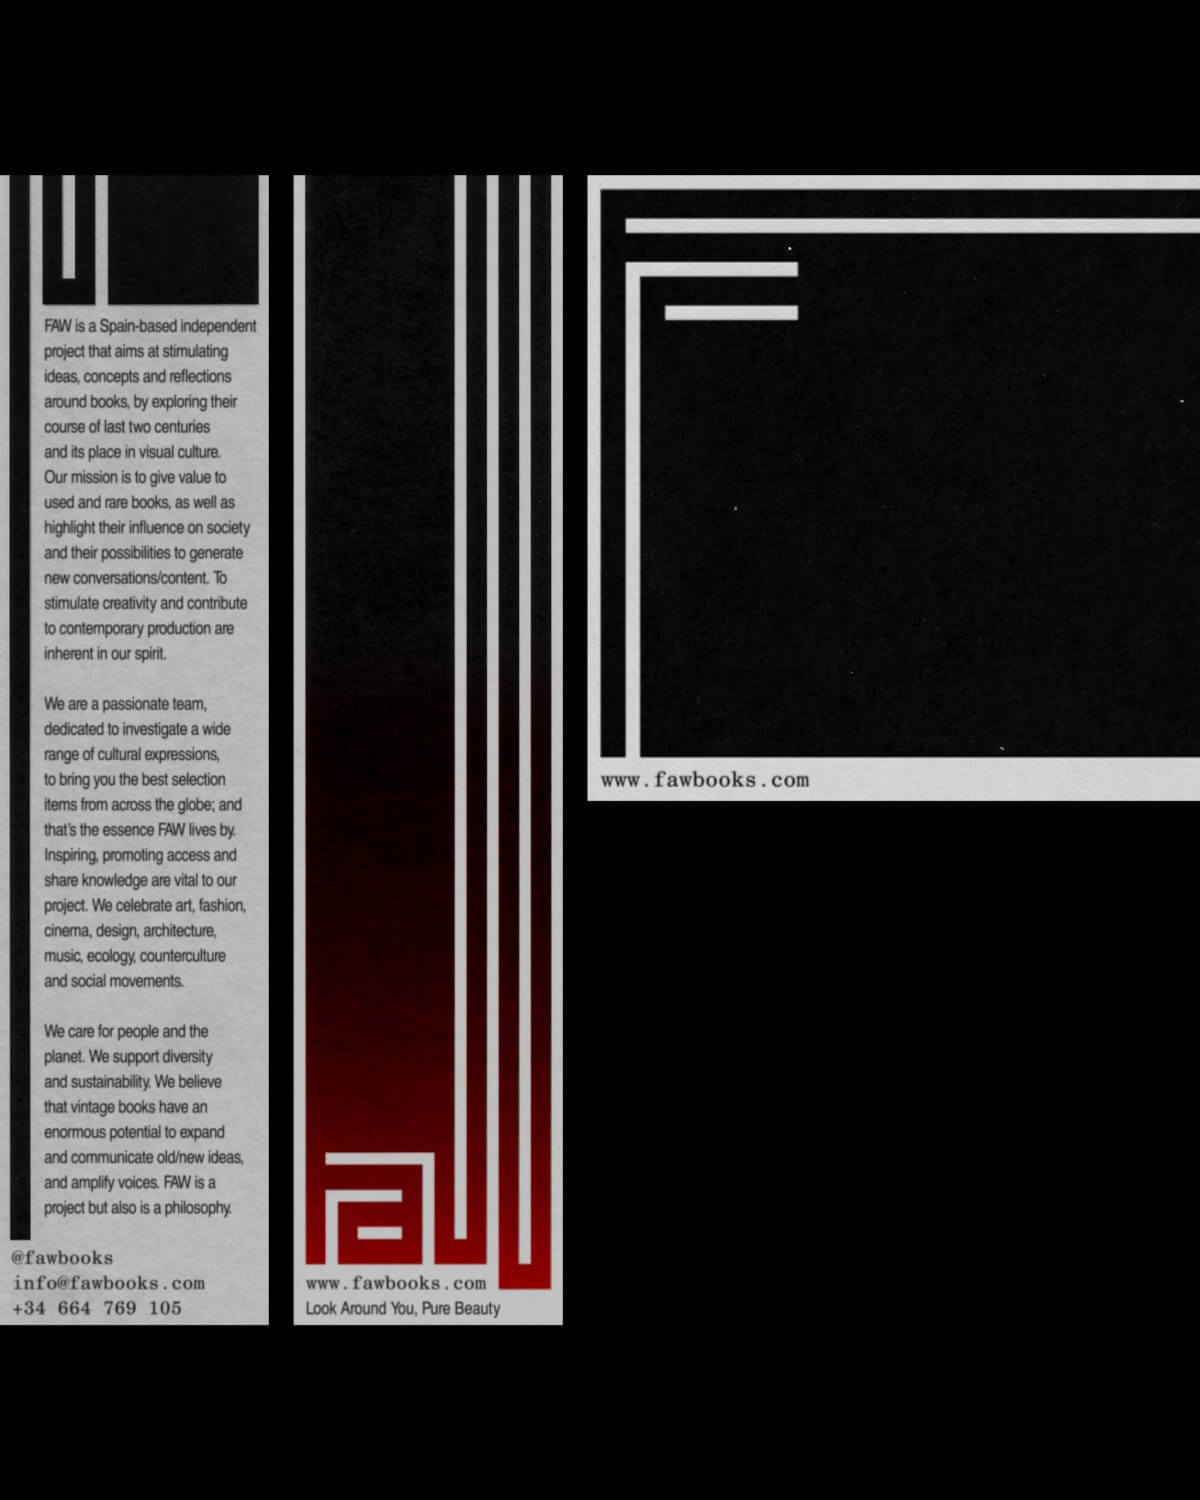 FAW is a Spain-based independent
project that aims at stimulating
ideas, concepts and reflections
around books, by exploring their
course of last two centuries
and its place in visual culture.
Our mission is to give value to
used and rare books, as well as
highlight their influence on society
and their possibilities to generate
new conversations/content. To
stimulate creativity and contribute
to contemporary production are
inherent in our spirit.
We are a passionate team,
dedicated to investigate a wide
range of cultural expressions,
to bring you the best selection
items from across the globe; and
that's the essence FAW lives by.
Inspiring, promoting access and
share knowledge are vital to our
project. We celebrate art, fashion,
cinema, design, architecture,
music, ecology, counterculture
and social movements.
We care for people and the
planet. We support diversity
and sustainability. We believe
that vintage books have an
enormous potential to expand
and communicate old/new ideas,
and amplify voices. FAW is a
project but also is a philosophy.
@fawbooks
info@fawbooks.com
+34 664 769 105
faw
www.fawbooks.com
Look Around You, Pure Beauty
www.fawbooks.com